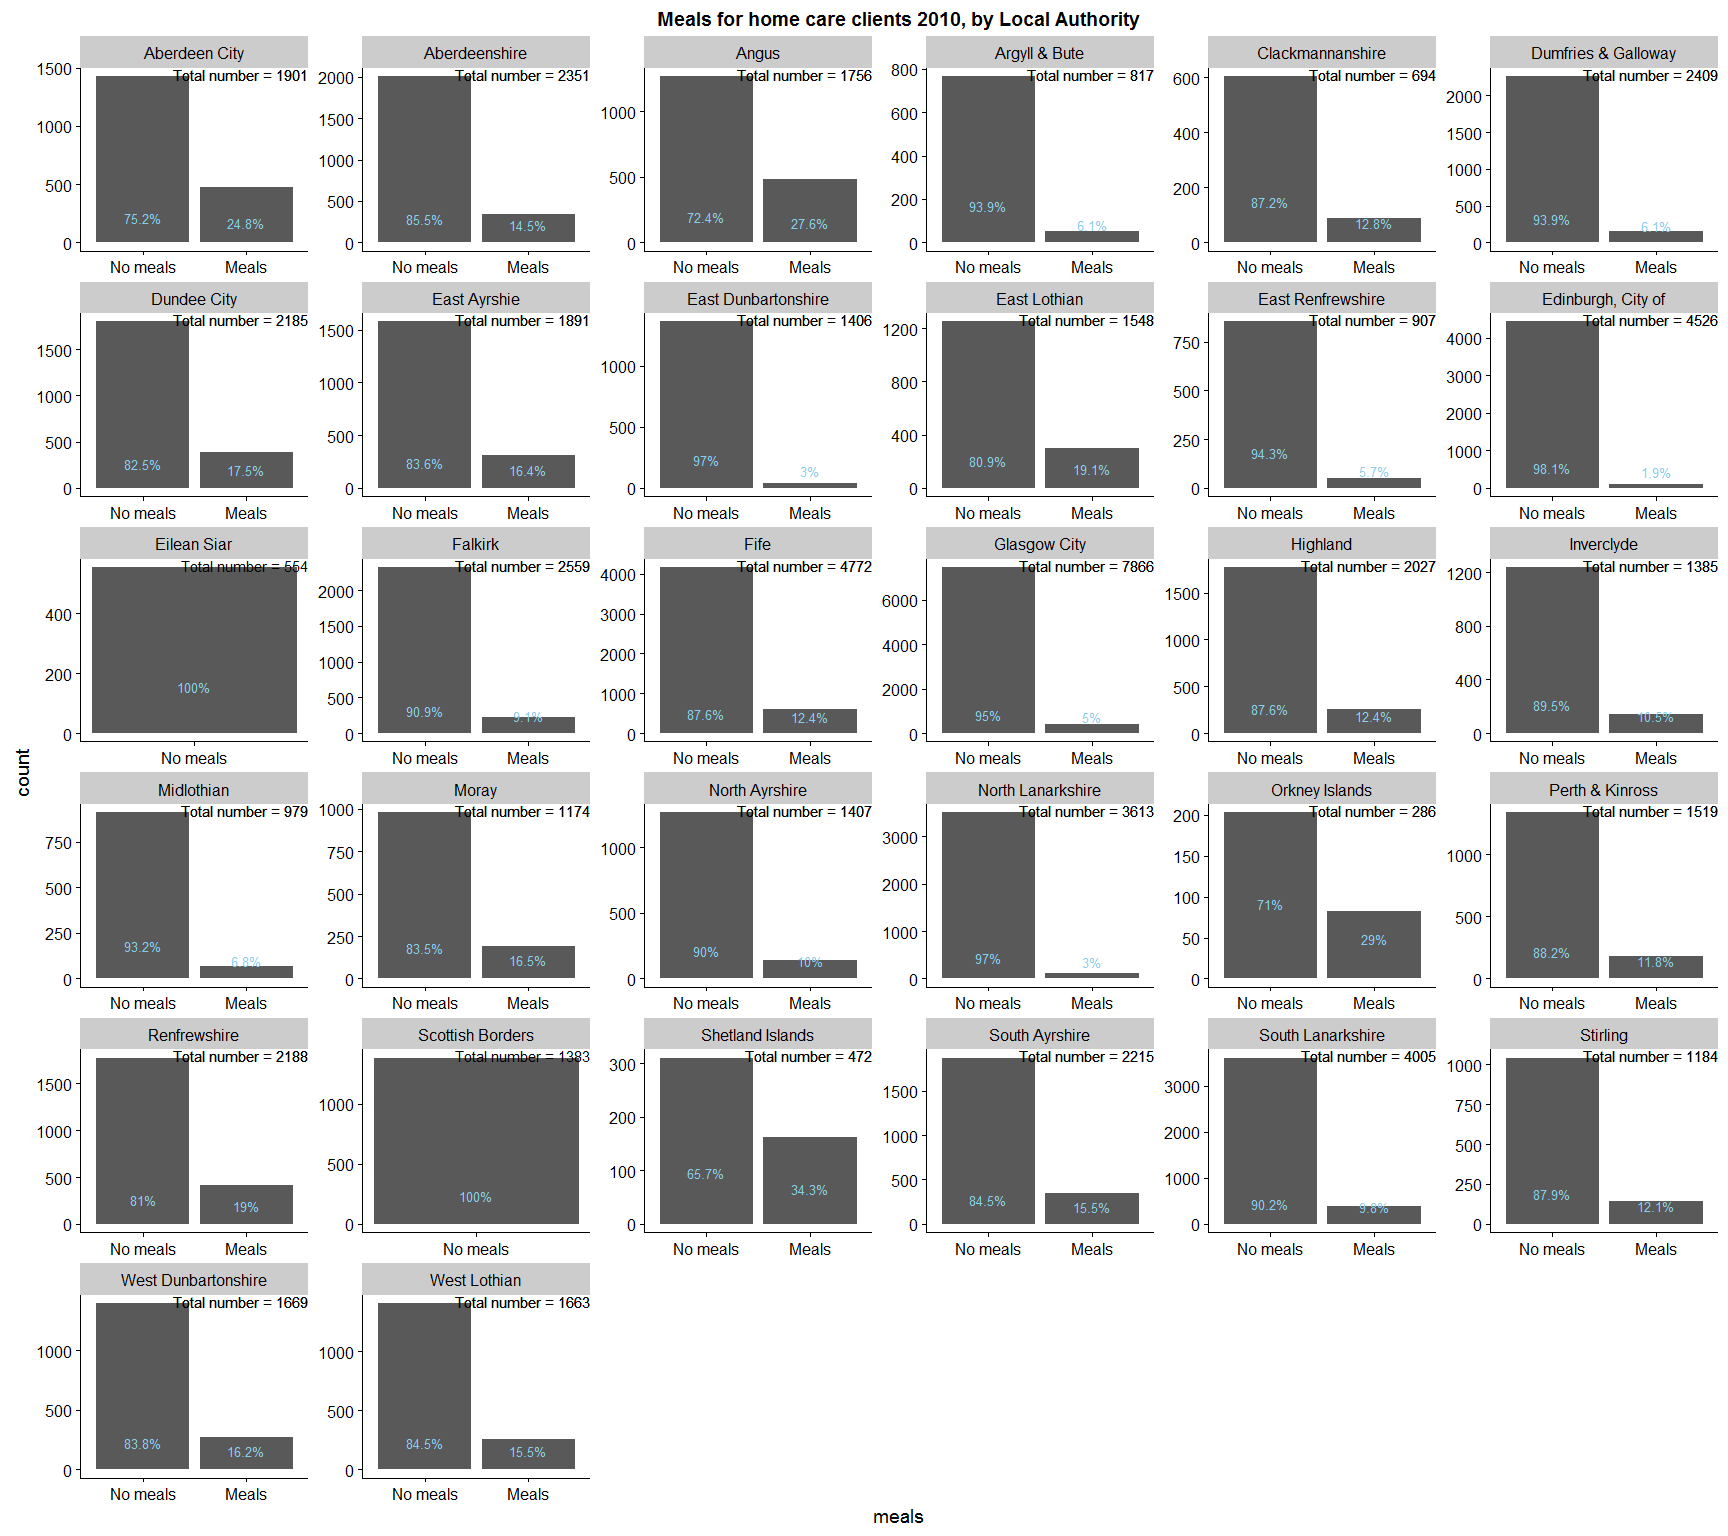 Meals for home care clients 2010, by Local Authority
Aberdeen City
Total number = 1901
1500
1000
500
0
75.2%
24.8%
No meals
Meals
Aberdeenshire
Total number = 2351
2000
1500
1000
500
0
85.5%
14.5%
No meals
Meals
Angus
Total number = 1756
1000
500
0
72.4%
27.6%
No meals
Meals
Argyll & Bute
Total number = 817
800
600
400
200
0
93.9%
6.1%
No meals
Meals
Clackmannanshire
Total number = 694
600
400
200
0
87.2%
12.8%
No meals
Meals
Dumfries & Galloway
Total number = 2409
2000
1500
1000
500
0
93.9%
6.1%
No meals
Meals
Dundee City
Total number = 2185
1500
1000
500
0
82.5%
17.5%
No meals
Meals
East Ayrshie
Total number = 1891
1500
1000
500
0
83.6%
16.4%
No meals
Meals
East Dunbartonshire
Total number = 1406
1000
500
0
97%
3%
No meals
Meals
East Lothian
Total number = 1548
1200
800
400
0
80.9%
19.1%
No meals
Meals
East Renfrewshire
Total number = 907
750
500
250
0
94.3%
5.7%
No meals
Meals
Edinburgh, City of
Total number = 4526
4000
3000
2000
1000
0
98.1%
1.9%
No meals
Meals
Eilean Siar
Total number = 554
400
200
0
100%
No meals
Falkirk
Total number = 2559
2000
1500
1000
500
0
90.9%
9.1%
No meals
Meals
Fife
Total number = 4772
4000
3000
2000
1000
0
87.6%
12.4%
No meals
Meals
Glasgow City
Total number = 7866
6000
4000
2000
0
95%
5%
No meals
Meals
Highland
Total number = 2027
1500
1000
500
0
87.6%
12.4%
No meals
Meals
Inverclyde
Total number = 1385
1200
800
400
0
89.5%
10.5%
No meals
Meals
count
Midlothian
Total number = 979
750
500
250
0
93.2%
6.8%
No meals
Meals
Moray
Total number = 1174
1000
750
500
250
0
83.5%
16.5%
No meals
Meals
North Ayrshire
Total number = 1407
1000
500
0
90%
10%
No meals
Meals
North Lanarkshire
Total number = 3613
3000
2000
1000
0
97%
3%
No meals
Meals
Orkney Islands
Total number = 286
200
150
100
50
0
71%
29%
No meals
Meals
Perth & Kinross
Total number = 1519
1000
500
0
88.2%
11.8%
No meals
Meals
Renfrewshire
Total number = 2188
1500
1000
500
0
81%
19%
No meals
Meals
Scottish Borders
Total number = 1383
1000
500
0
100%
No meals
Shetland Islands
Total number = 472
300
200
100
0
65.7%
34.3%
No meals
Meals
South Ayrshire
Total number = 2215
1500
1000
500
0
84.5%
15.5%
No meals
Meals
South Lanarkshire
Total number = 4005
3000
2000
1000
0
90.2%
9.8%
No meals
Meals
Stirling
Total number = 1184
1000
750
500
250
0
87.9%
12.1%
No meals
Meals
West Dunbartonshire
Total number = 1669
1000
500
0
83.8%
16.2%
No meals
Meals
West Lothian
Total number = 1663
1000
500
0
84.5%
15.5%
No meals
Meals
meals